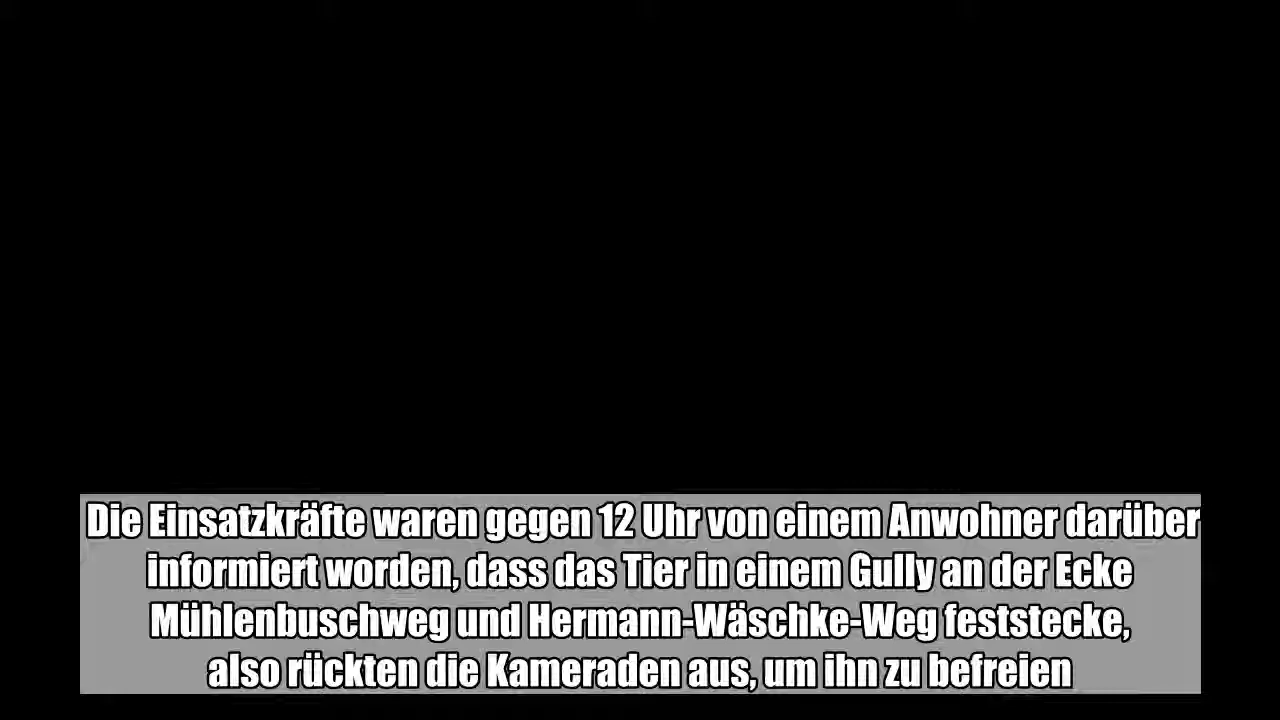 Die Einsatzkräfte waren gegen 12 Uhr von einem Anwohner darüber
informiert worden, dass das Tier in einem Gully an der Ecke
Mühlenbuschweg und Hermann-Wäschke-Weg feststecke,
also rückten die Kameraden aus, um ihn zu befreien